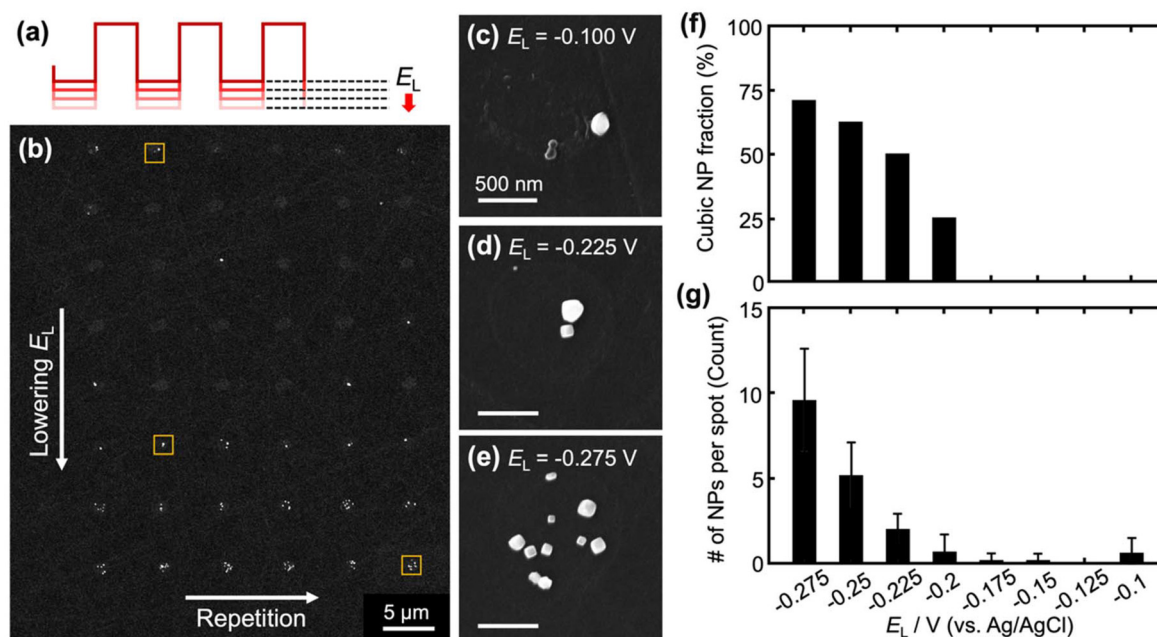 (a)
E_L
(b)
Lowering E_L
Repetition
5 µm
(c) E_L = -0.100 V
500 nm
(d) E_L = -0.225 V
(e) E_L = -0.275 V
(f)
Cubic NP fraction (%)
100
75
50
25
0
(g)
# of NPs per spot (Count)
15
10
5
0
-0.275 -0.25 -0.225 -0.2 -0.175 -0.15 -0.125 -0.1
E_L / V (vs. Ag/AgCl)